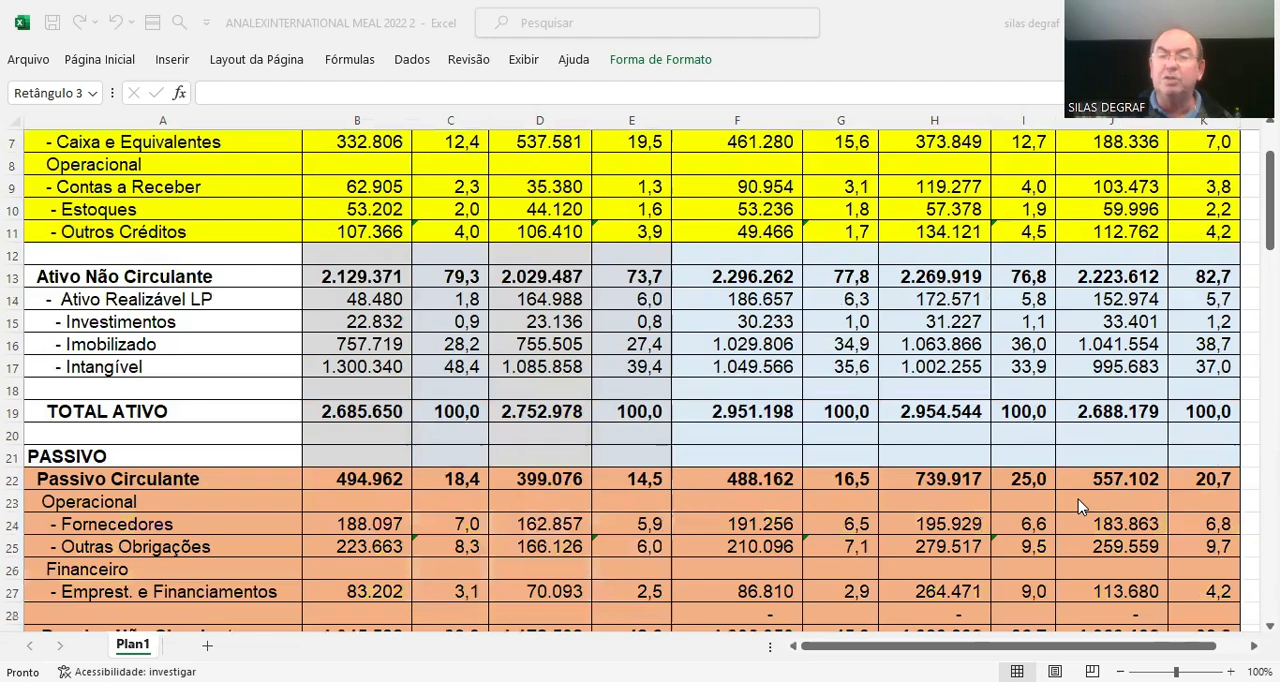 ANALEXINTERNATIONAL MEAL 2022 2 - Excel
Pesquisar
silas degraf
Arquivo Página Inicial Inserir Layout da Página Fórmulas Dados Revisão Exibir Ajuda Forma de Formato
SILAS DEGRAF
Retângulo 3 fx
A B C D E F G H I J K
7 - Caixa e Equivalentes 332.806 12,4 537.581 19,5 461.280 15,6 373.849 12,7 188.336 7,0
8 Operacional
9 - Contas a Receber 62.905 2,3 35.380 1,3 90.954 3,1 119.277 4,0 103.473 3,8
10 - Estoques 53.202 2,0 44.120 1,6 53.236 1,8 57.378 1,9 59.996 2,2
11 - Outros Créditos 107.366 4,0 106.410 3,9 49.466 1,7 134.121 4,5 112.762 4,2
12
13 Ativo Não Circulante 2.129.371 79,3 2.029.487 73,7 2.296.262 77,8 2.269.919 76,8 2.223.612 82,7
14 - Ativo Realizável LP 48.480 1,8 164.988 6,0 186.657 6,3 172.571 5,8 152.974 5,7
15 - Investimentos 22.832 0,9 23.136 0,8 30.233 1,0 31.227 1,1 33.401 1,2
16 - Imobilizado 757.719 28,2 755.505 27,4 1.029.806 34,9 1.063.866 36,0 1.041.554 38,7
17 - Intangível 1.300.340 48,4 1.085.858 39,4 1.049.566 35,6 1.002.255 33,9 995.683 37,0
18
19 TOTAL ATIVO 2.685.650 100,0 2.752.978 100,0 2.951.198 100,0 2.954.544 100,0 2.688.179 100,0
20
21 PASSIVO
22 Passivo Circulante 494.962 18,4 399.076 14,5 488.162 16,5 739.917 25,0 557.102 20,7
23 Operacional
24 - Fornecedores 188.097 7,0 162.857 5,9 191.256 6,5 195.929 6,6 183.863 6,8
25 - Outras Obrigações 223.663 8,3 166.126 6,0 210.096 7,1 279.517 9,5 259.559 9,7
26 Financeiro
27 - Emprest. e Financiamentos 83.202 3,1 70.093 2,5 86.810 2,9 264.471 9,0 113.680 4,2
28 - - -
Plan1
Pronto Acessibilidade: investigar 100%